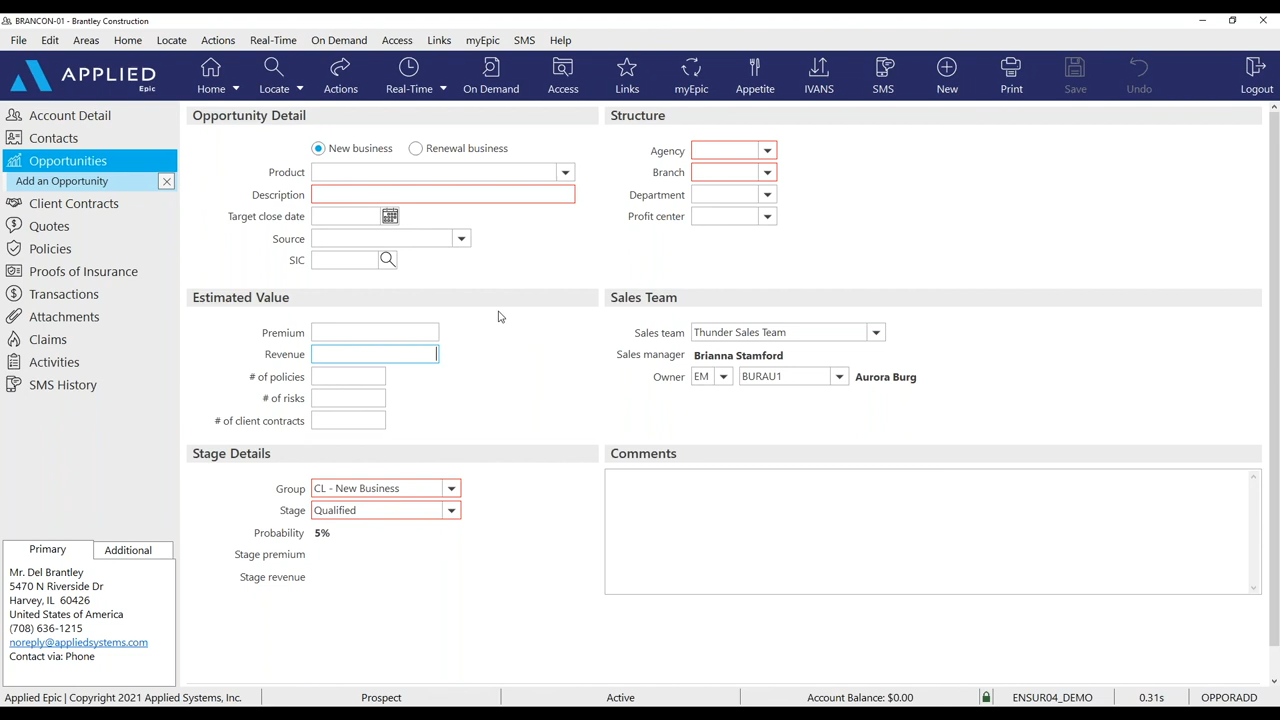 BRANCON-01 - Brantley Construction
File Edit Areas Home Locate Actions Real-Time On Demand Access Links myEpic SMS Help
APPLIED
Epic
Home Locate Actions Real-Time On Demand Access Links myEpic Appetite IVANS SMS New Print Save Undo Logout
Account Detail
Contacts
Opportunities
Add an Opportunity
Client Contracts
Quotes
Policies
Proofs of Insurance
Transactions
Attachments
Claims
Activities
SMS History
Primary Additional
Mr. Del Brantley
5470 N Riverside Dr
Harvey, IL 60426
United States of America
(708) 636-1215
noreply@appliedsystems.com
Contact via: Phone
Opportunity Detail
New business Renewal business
Product
Description
Target close date
Source
SIC
Structure
Agency
Branch
Department
Profit center
Estimated Value
Premium
Revenue
# of policies
# of risks
# of client contracts
Sales Team
Sales team Thunder Sales Team
Sales manager Brianna Stamford
Owner EM BURAU1 Aurora Burg
Stage Details
Group CL - New Business
Stage Qualified
Probability 5%
Stage premium
Stage revenue
Comments
Applied Epic | Copyright 2021 Applied Systems, Inc. Prospect Active Account Balance: $0.00 ENSUR04_DEMO 0.31s OPPORADD